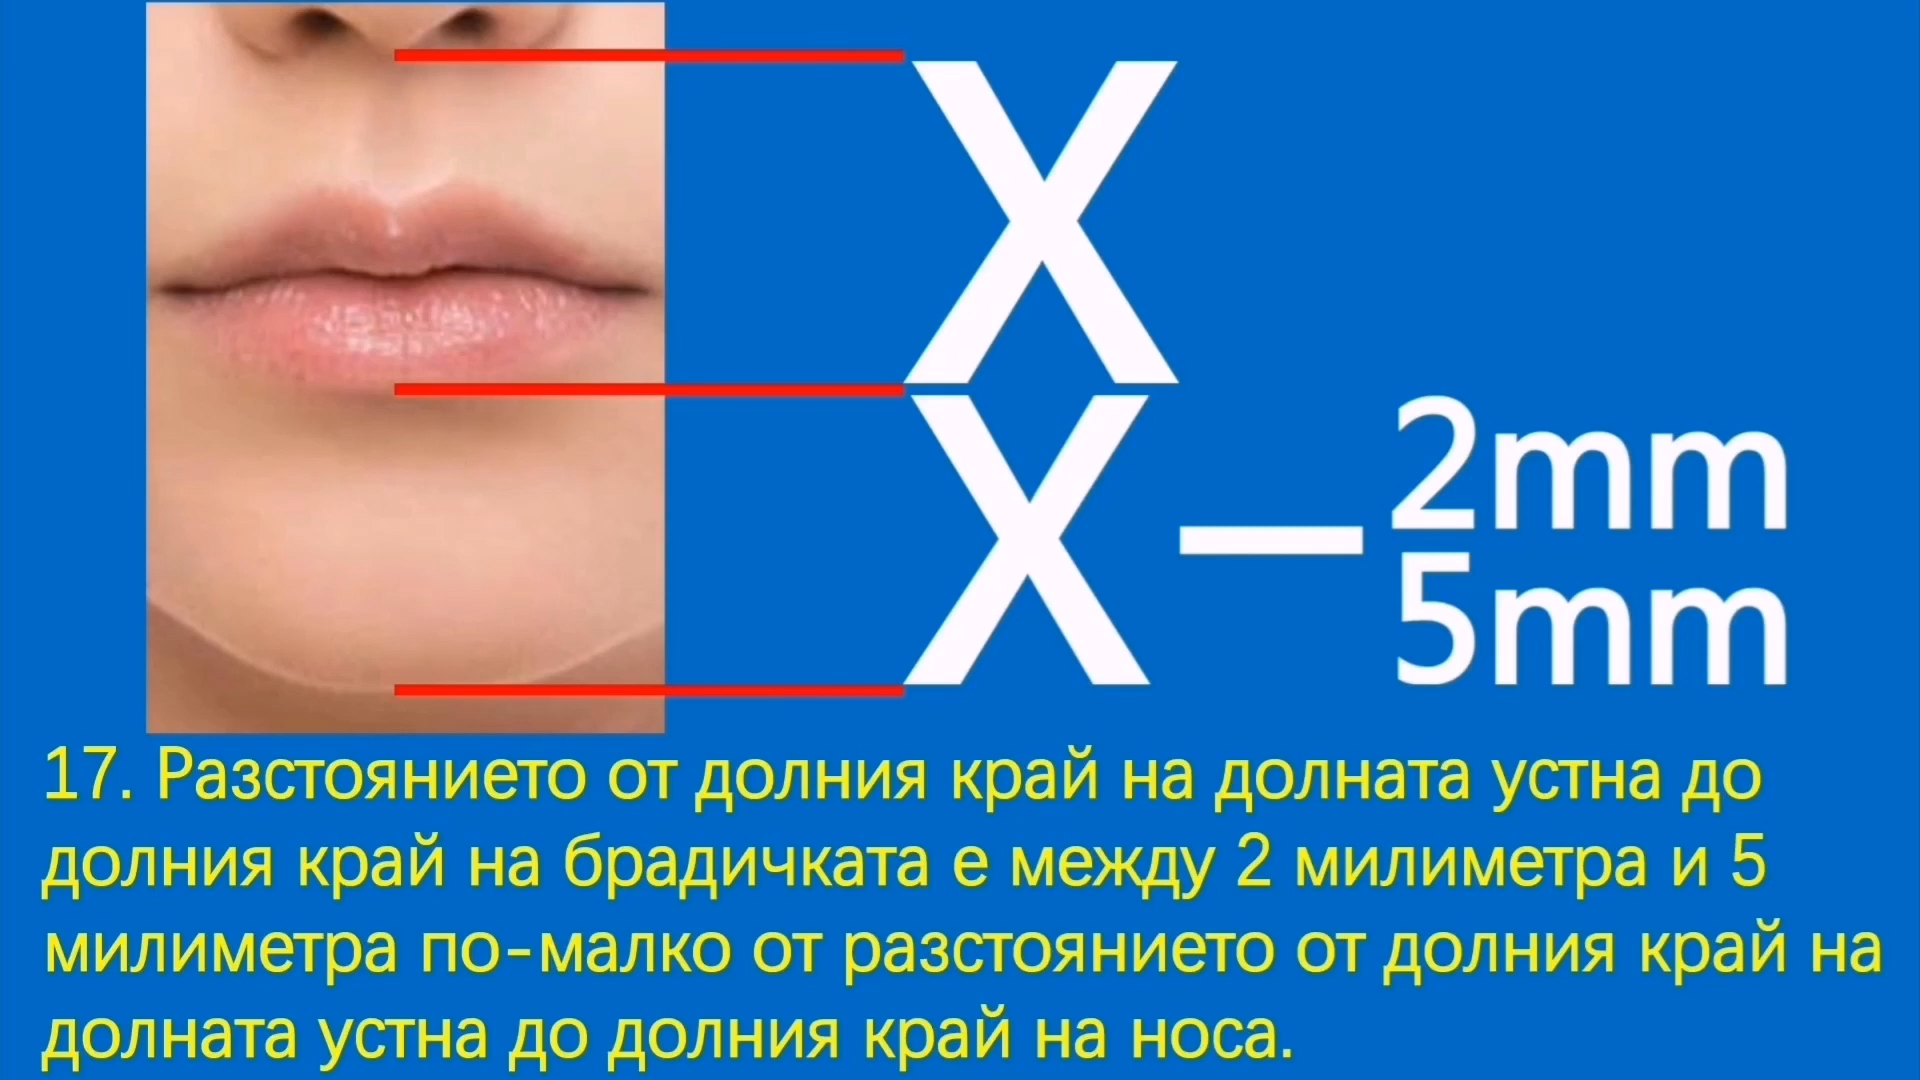 X
X – 2mm
5mm
17. Разстоянието от долния край на долната устна до
долния край на брадичката е между 2 милиметра и 5
милиметра по-малко от разстоянието от долния край на
долната устна до долния край на носа.